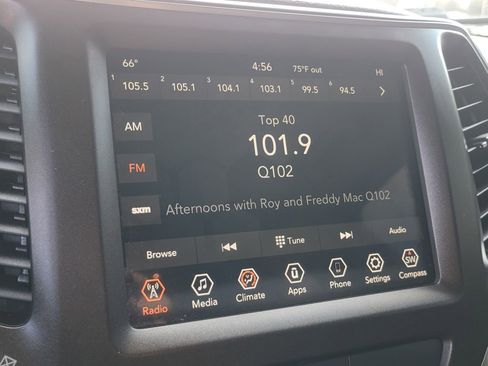 66° 4:56 75°F out HI
1 105.5 2 105.1 3 104.1 4 103.1 5 99.5 6 94.5
AM
Top 40
101.9
FM
Q102
sxm Afternoons with Roy and Freddy Mac Q102
Browse Tune Audio
Radio Media Climate Apps Phone Settings SW Compass